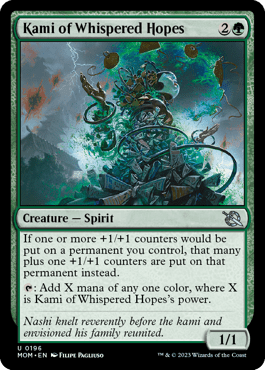 Kami of Whispered Hopes 2
Creature — Spirit
If one or more +1/+1 counters would be
put on a permanent you control, that many
plus one +1/+1 counters are put on that
permanent instead.
: Add X mana of any one color, where X
is Kami of Whispered Hopes's power.
Nashi knelt reverently before the kami and
envisioned his family reunited.
1/1
U 0196
MOM • EN Filipe Pagliuso
™ & © 2023 Wizards of the Coast